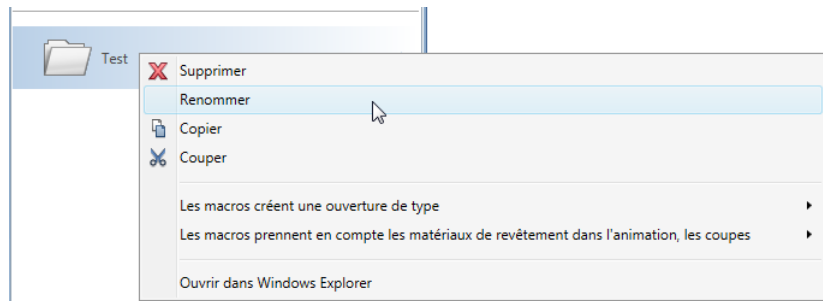 Test
Supprimer
Renommer
Copier
Couper
Les macros créent une ouverture de type
Les macros prennent en compte les matériaux de revêtement dans l'animation, les coupes
Ouvrir dans Windows Explorer